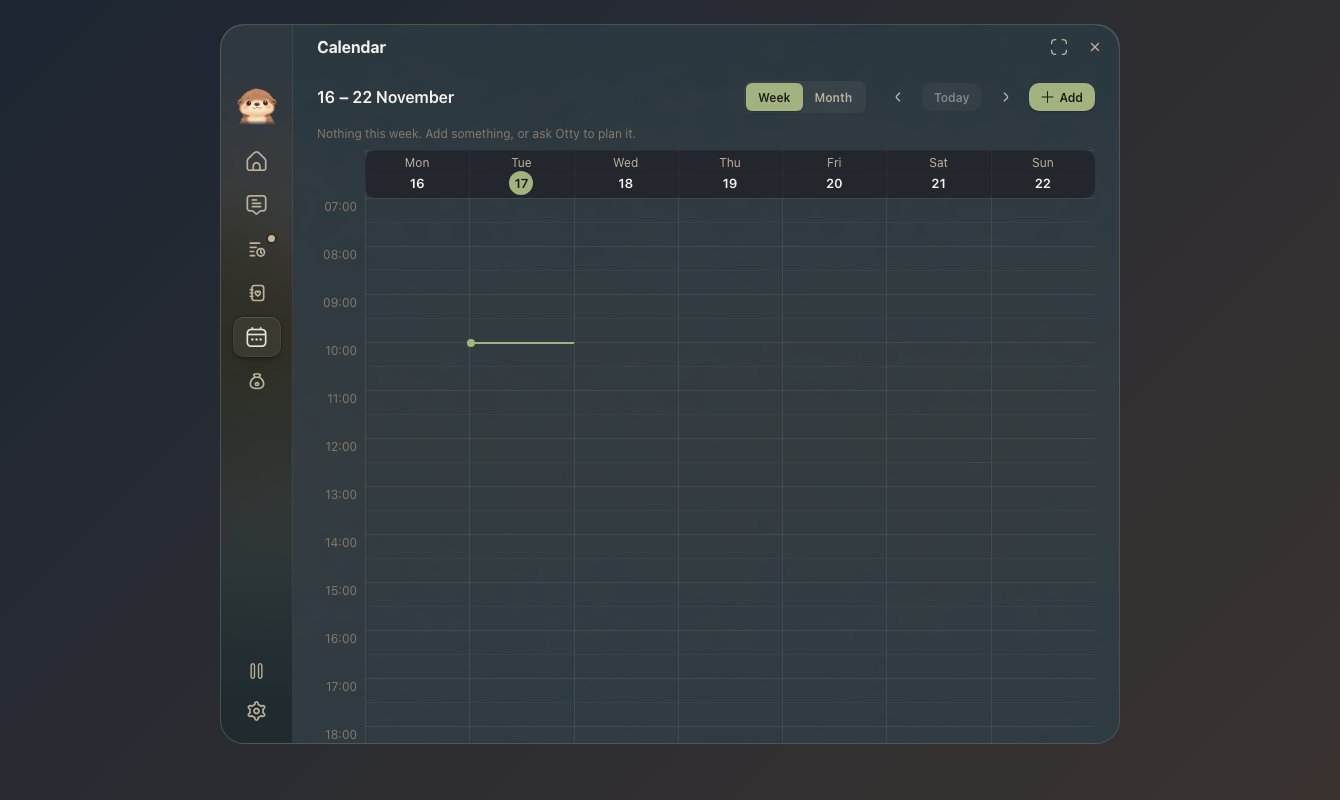 Calendar
16 – 22 November
Week Month Today Add
Nothing this week. Add something, or ask Otty to plan it.
Mon Tue Wed Thu Fri Sat Sun
16 17 18 19 20 21 22
07:00
08:00
09:00
10:00
11:00
12:00
13:00
14:00
15:00
16:00
17:00
18:00